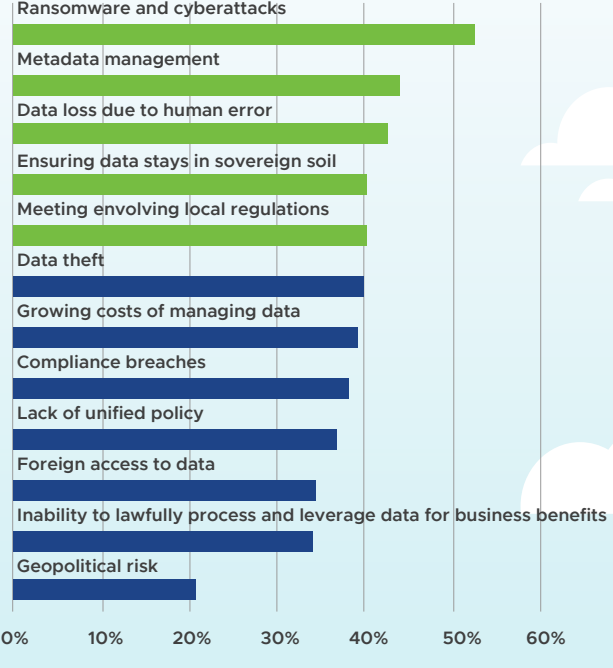 Ransomware and cyberattacks
Metadata management
Data loss due to human error
Ensuring data stays in sovereign soil
Meeting envolving local regulations
Data theft
Growing costs of managing data
Compliance breaches
Lack of unified policy
Foreign access to data
Inability to lawfully process and leverage data for business benefits
Geopolitical risk
0% 10% 20% 30% 40% 50% 60%